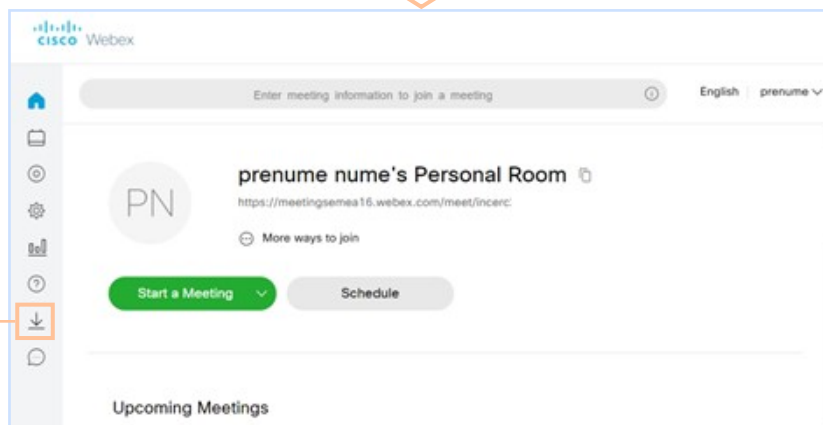 CISCO Webex
Enter meeting information to join a meeting
English
prenume
PN
prenume nume's Personal Room
https://meetingsemea16.webex.com/meet/incerc
More ways to join
Start a Meeting
Schedule
Upcoming Meetings